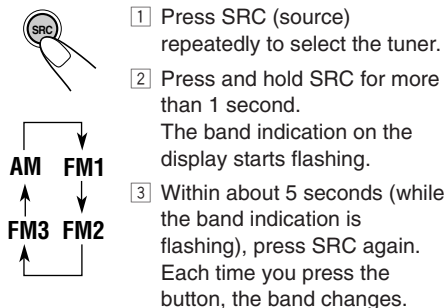 SRC
1 Press SRC (source)
repeatedly to select the tuner.
2 Press and hold SRC for more
than 1 second.
The band indication on the
display starts flashing.
3 Within about 5 seconds (while
the band indication is
flashing), press SRC again.
Each time you press the
button, the band changes.
AM FM1
FM3 FM2